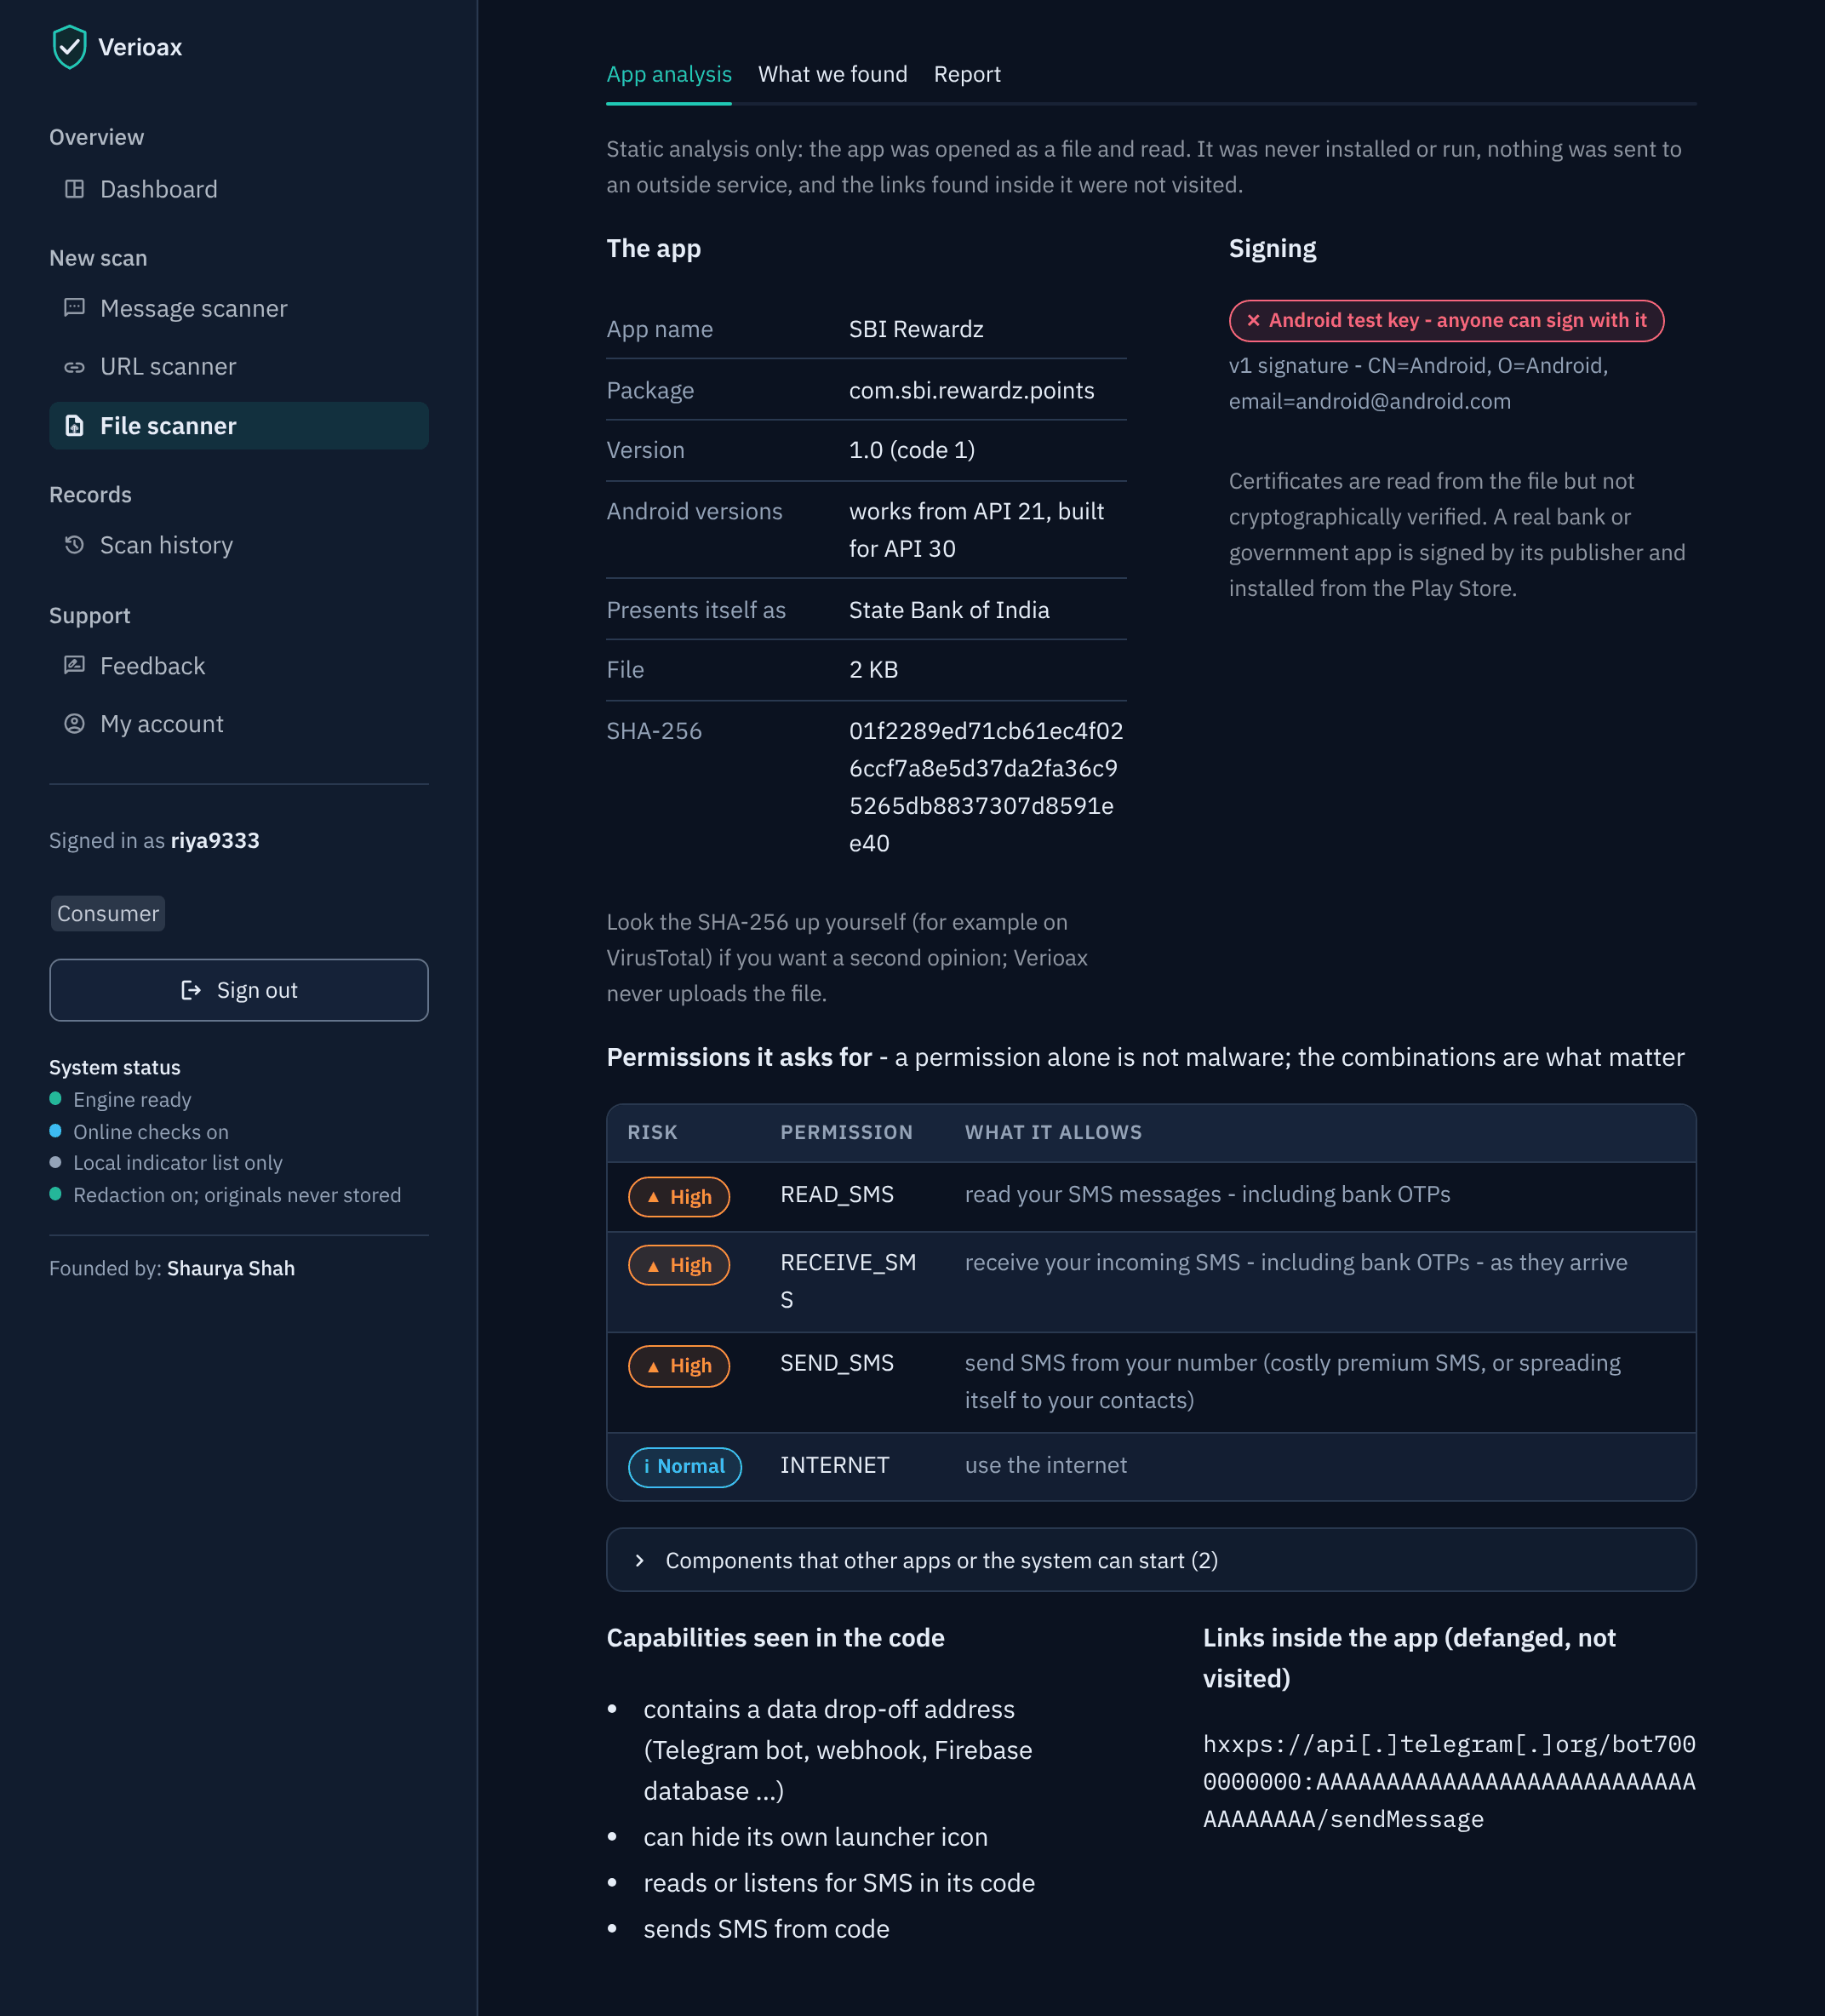 Verioax
Overview
Dashboard
New scan
Message scanner
URL scanner
File scanner
Records
Scan history
Support
Feedback
My account
Signed in as riya9333
Consumer
Sign out
System status
Engine ready
Online checks on
Local indicator list only
Redaction on; originals never stored
Founded by: Shaurya Shah
App analysis What we found Report
Static analysis only: the app was opened as a file and read. It was never installed or run, nothing was sent to
an outside service, and the links found inside it were not visited.
The app
App name SBI Rewardz
Package com.sbi.rewardz.points
Version 1.0 (code 1)
Android versions works from API 21, built
for API 30
Presents itself as State Bank of India
File 2 KB
SHA-256 01f2289ed71cb61ec4f02
6ccf7a8e5d37da2fa36c9
5265db8837307d8591e
e40
Look the SHA-256 up yourself (for example on
VirusTotal) if you want a second opinion; Verioax
never uploads the file.
Signing
✕ Android test key - anyone can sign with it
v1 signature - CN=Android, O=Android,
email=android@android.com
Certificates are read from the file but not
cryptographically verified. A real bank or
government app is signed by its publisher and
installed from the Play Store.
Permissions it asks for - a permission alone is not malware; the combinations are what matter
RISK PERMISSION WHAT IT ALLOWS
▲ High READ_SMS read your SMS messages - including bank OTPs
▲ High RECEIVE_SM receive your incoming SMS - including bank OTPs - as they arrive
S
▲ High SEND_SMS send SMS from your number (costly premium SMS, or spreading
itself to your contacts)
i Normal INTERNET use the internet
Components that other apps or the system can start (2)
Capabilities seen in the code
• contains a data drop-off address
(Telegram bot, webhook, Firebase
database ...)
• can hide its own launcher icon
• reads or listens for SMS in its code
• sends SMS from code
Links inside the app (defanged, not
visited)
hxxps://api[.]telegram[.]org/bot700
0000000:AAAAAAAAAAAAAAAAAAAAAAAAAAA
AAAAAAAA/sendMessage